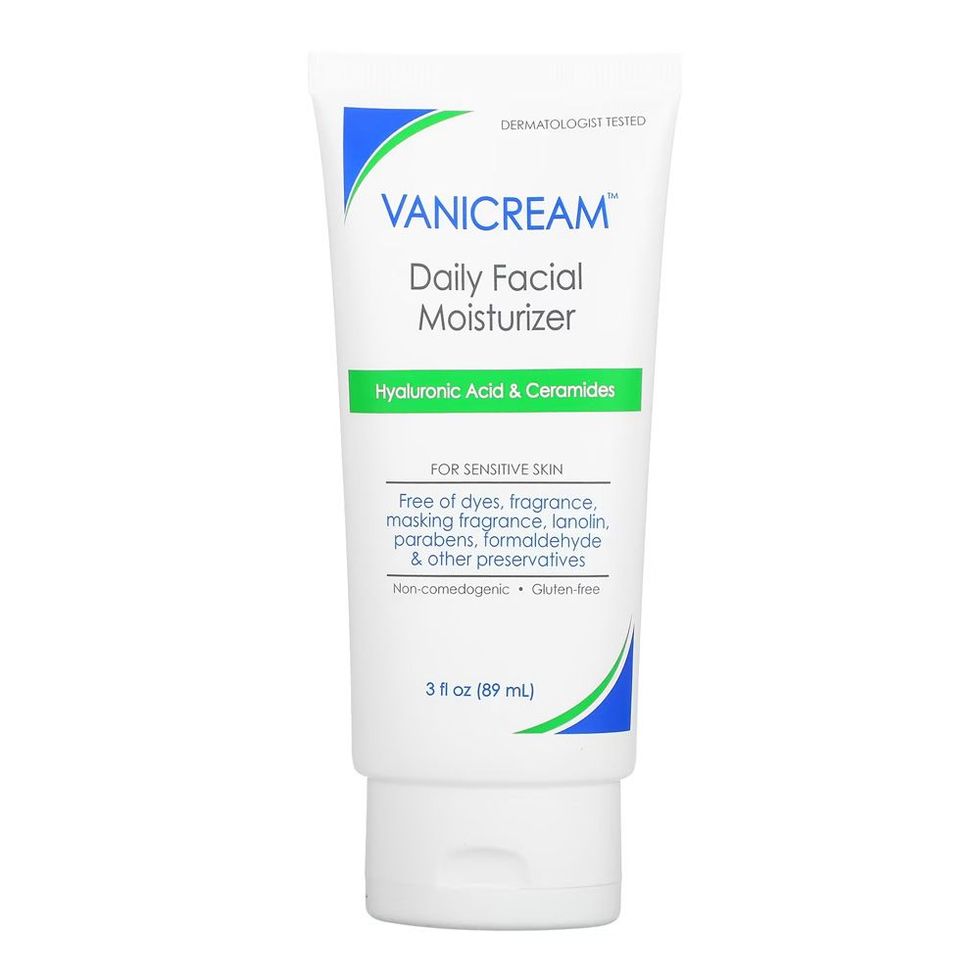 DERMATOLOGIST TESTED
VANICREAM™
Daily Facial
Moisturizer
Hyaluronic Acid & Ceramides
FOR SENSITIVE SKIN
Free of dyes, fragrance,
masking fragrance, lanolin,
parabens, formaldehyde
& other preservatives
Non-comedogenic • Gluten-free
3 fl oz (89 mL)